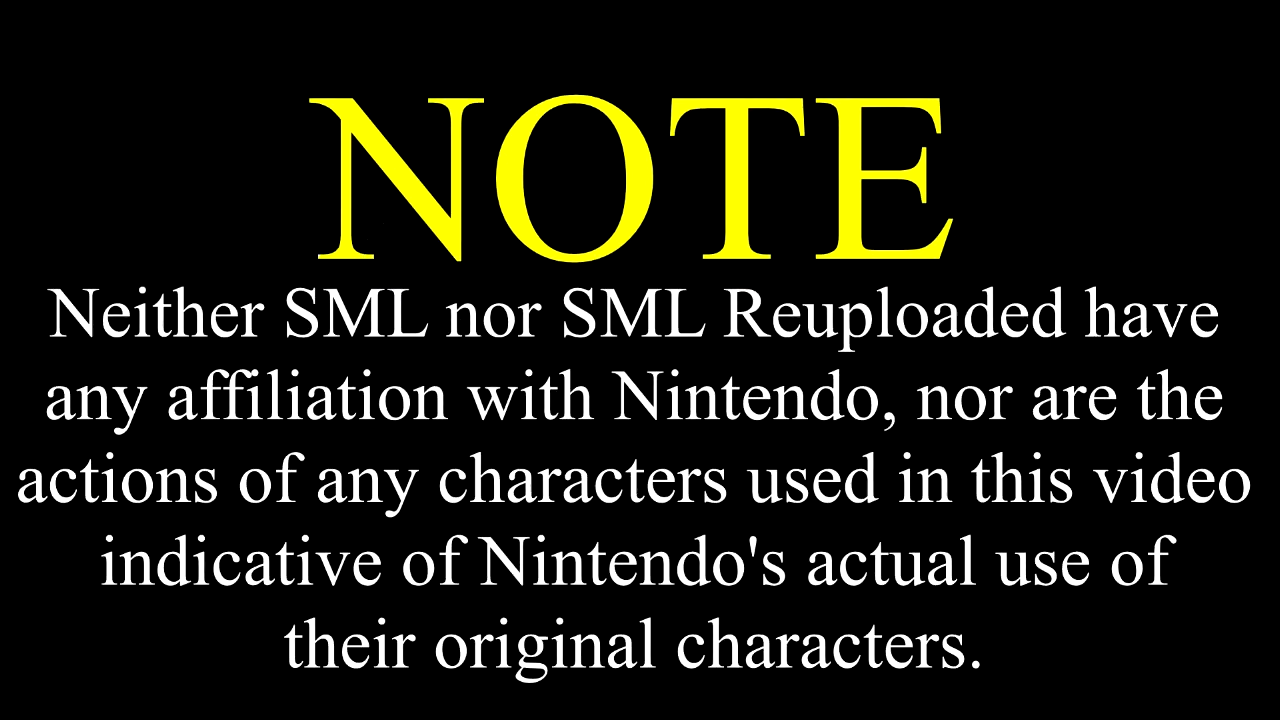 NOTE
Neither SML nor SML Reuploaded have
any affiliation with Nintendo, nor are the
actions of any characters used in this video
indicative of Nintendo's actual use of
their original characters.